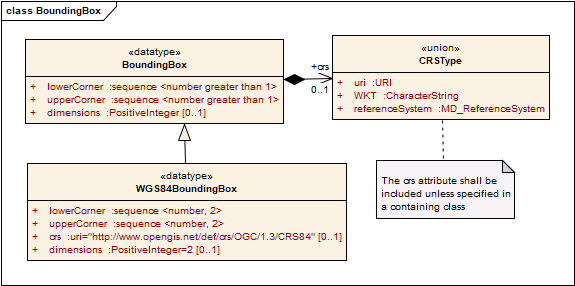 class BoundingBox
«datatype»
BoundingBox
+ lowerCorner :sequence <number greater than 1>
+ upperCorner :sequence <number greater than 1>
+ dimensions :PositiveInteger [0..1]
+crs
0..1
«union»
CRSType
+ uri :URI
+ WKT :CharacterString
+ referenceSystem :MD_ReferenceSystem
The crs attribute shall be
included unless specified in
a containing class
«datatype»
WGS84BoundingBox
+ lowerCorner :sequence <number, 2>
+ upperCorner :sequence <number, 2>
+ crs :uri="http://www.opengis.net/def/crs/OGC/1.3/CRS84" [0..1]
+ dimensions :PositiveInteger=2 [0..1]